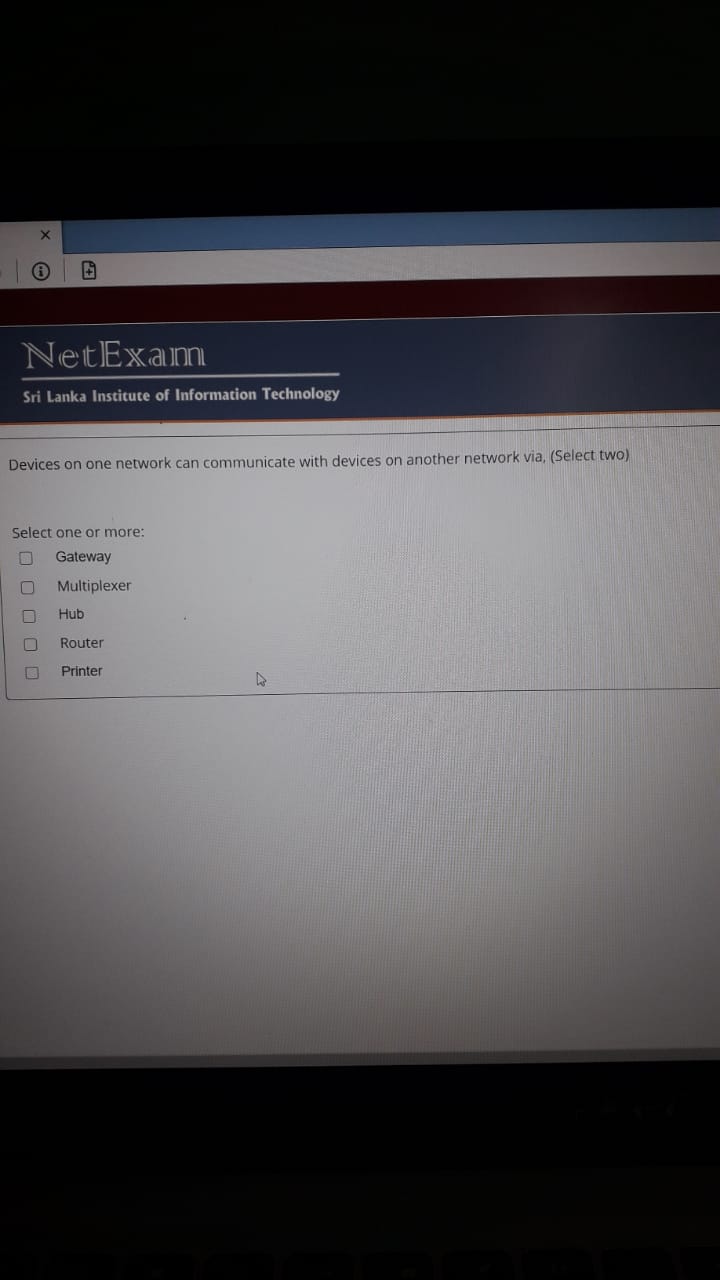 NetExam
Sri Lanka Institute of Information Technology
Devices on one network can communicate with devices on another network via, (Select two)
Select one or more:
Gateway
Multiplexer
Hub
Router
Printer